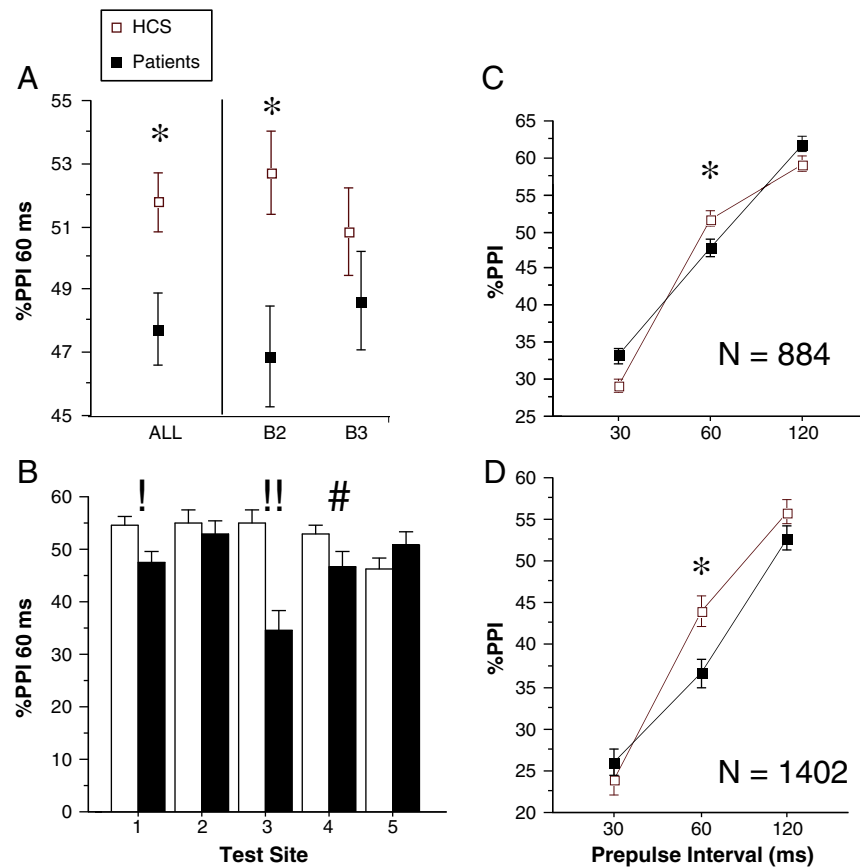 HCS
Patients
A
*
*
55
53
51
49
47
45
%PPI 60 ms
ALL
B2
B3
B
!
!!
#
60
50
40
30
20
10
0
%PPI 60 ms
1
2
3
4
5
Test Site
C
*
65
60
55
50
45
40
35
30
25
%PPI
N = 884
30
60
120
D
*
60
55
50
45
40
35
30
25
20
%PPI
N = 1402
30
60
120
Prepulse Interval (ms)